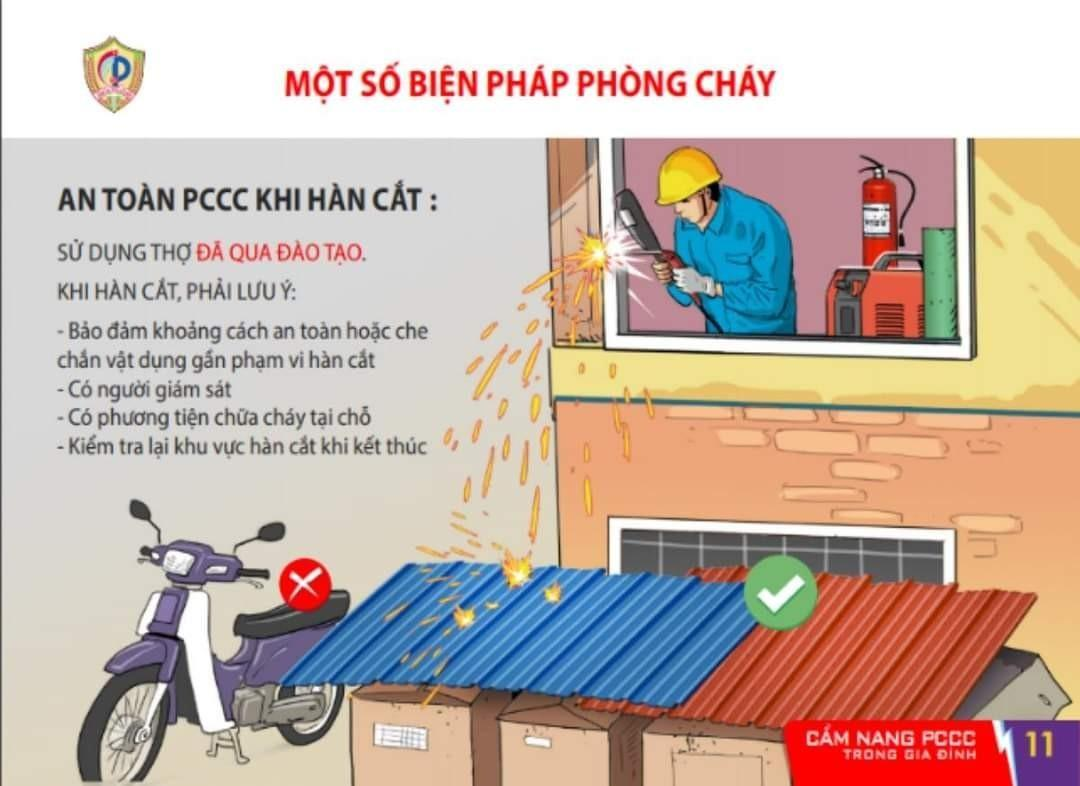 MỘT SỐ BIỆN PHÁP PHÒNG CHÁY
AN TOÀN PCCC KHI HÀN CẮT :
SỬ DỤNG THỢ ĐÃ QUA ĐÀO TẠO.
KHI HÀN CẮT, PHẢI LƯU Ý:
- Bảo đảm khoảng cách an toàn hoặc che
chắn vật dụng gần phạm vi hàn cắt
- Có người giám sát
- Có phương tiện chữa cháy tại chỗ
- Kiểm tra lại khu vực hàn cắt khi kết thúc
CẨM NANG PCCC
TRONG GIA ĐÌNH
11